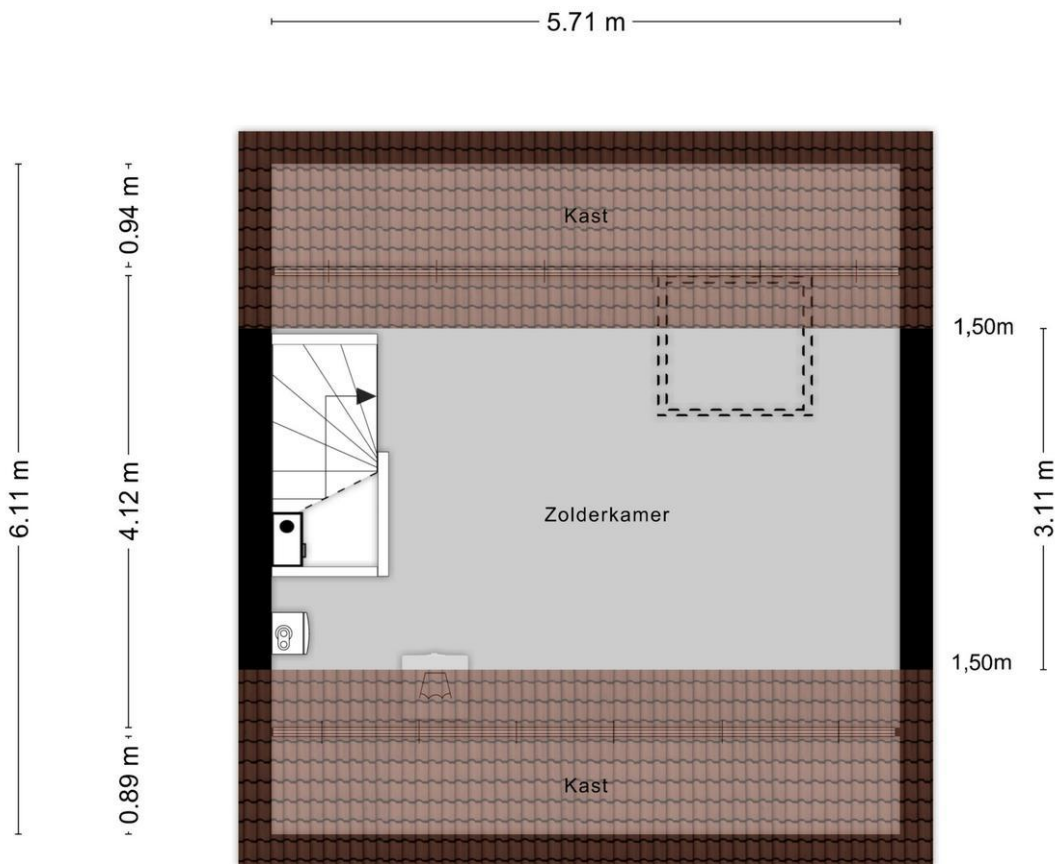 5.71 m
0.94 m
Kast
1,50m
6.11 m
4.12 m
Zolderkamer
3.11 m
1,50m
0.89 m
Kast